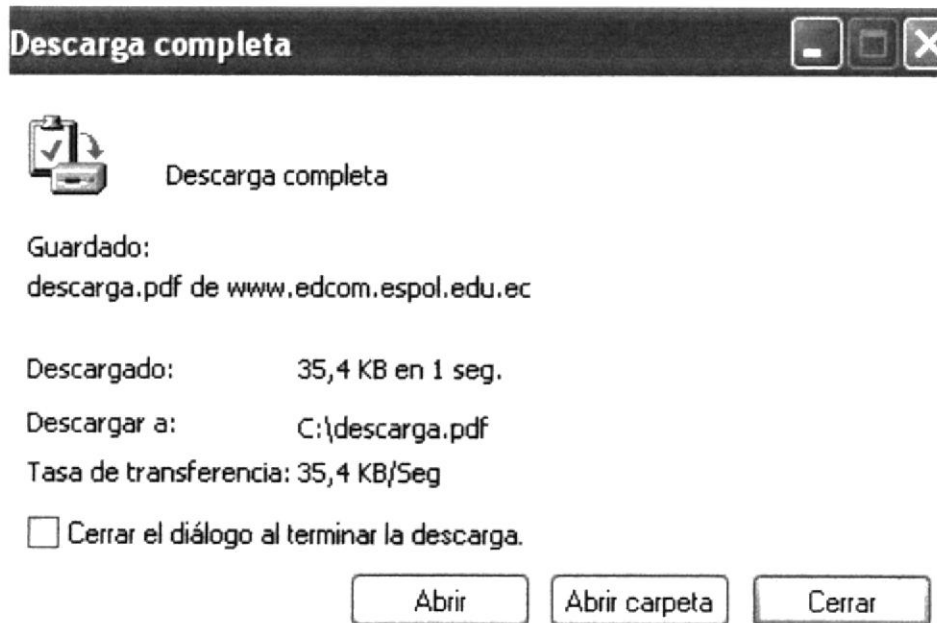 Descarga completa
Descarga completa
Guardado:
descarga.pdf de www.edcom.espol.edu.ec
Descargado: 35,4 KB en 1 seg.
Descargar a: C:\descarga.pdf
Tasa de transferencia: 35,4 KB/Seg
Cerrar el diálogo al terminar la descarga.
Abrir Abrir carpeta Cerrar